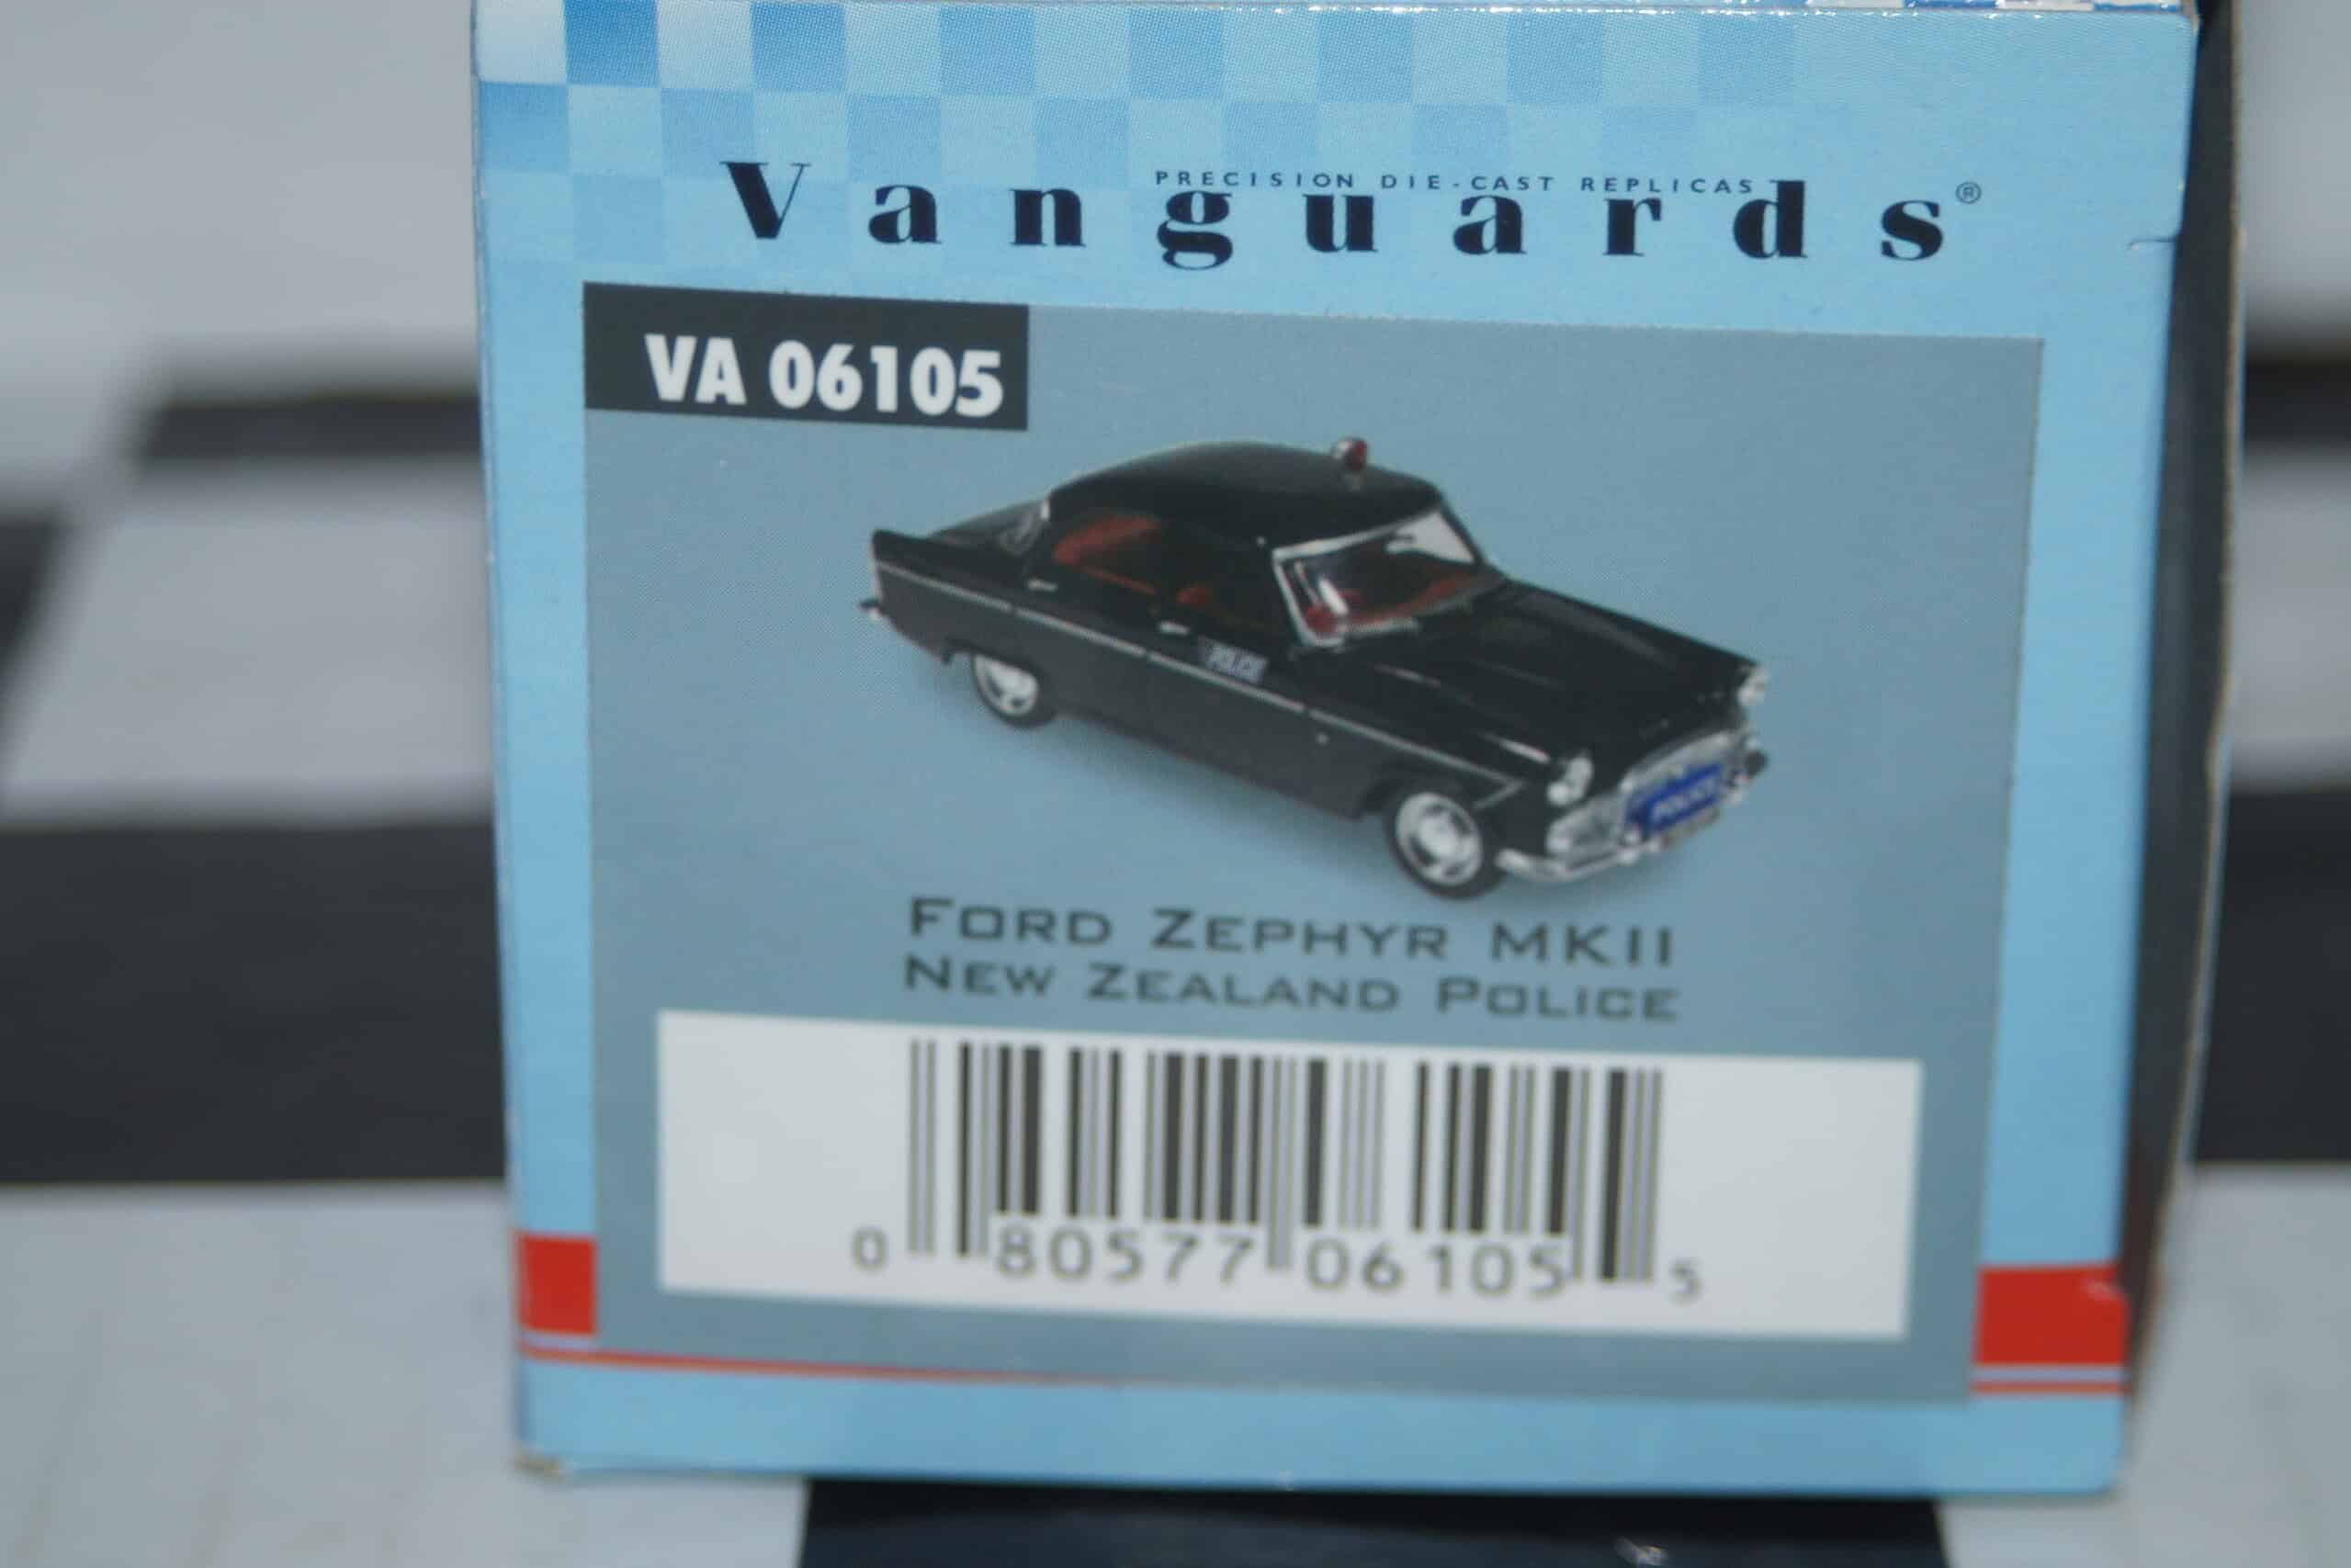 PRECISION DIE-CAST REPLICAS
Vanguards®
VA 06105
POLICE
POLICE
FORD ZEPHYR MKII
NEW ZEALAND POLICE
0 80577 06105 5